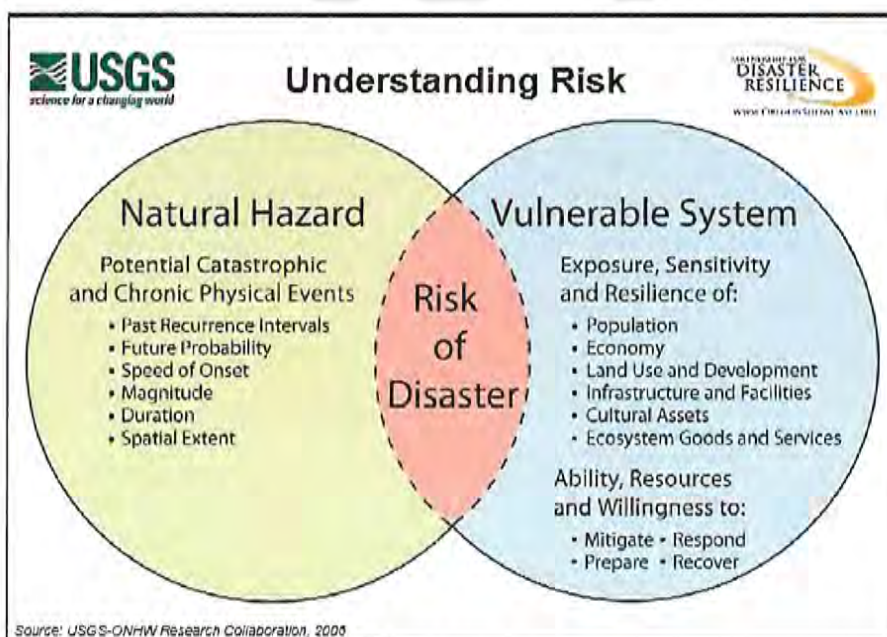 USGS
science for a changing world
Understanding Risk
PARTNERSHIP FOR
DISASTER
RESILIENCE
Natural Hazard
Potential Catastrophic
and Chronic Physical Events
• Past Recurrence Intervals
• Future Probability
• Speed of Onset
• Magnitude
• Duration
• Spatial Extent
Risk
of
Disaster
Vulnerable System
Exposure, Sensitivity
and Resilience of:
• Population
• Economy
• Land Use and Development
• Infrastructure and Facilities
• Cultural Assets
• Ecosystem Goods and Services
Ability, Resources
and Willingness to:
• Mitigate • Respond
• Prepare • Recover
Source: USGS-ONHW Research Collaboration, 2006